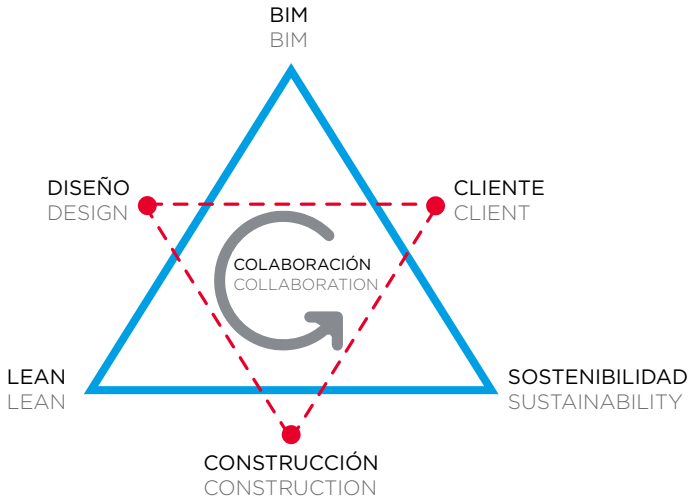 BIM
BIM
DISEÑO
DESIGN
CLIENTE
CLIENT
COLABORACIÓN
COLLABORATION
LEAN
LEAN
SOSTENIBILIDAD
SUSTAINABILITY
CONSTRUCCIÓN
CONSTRUCTION